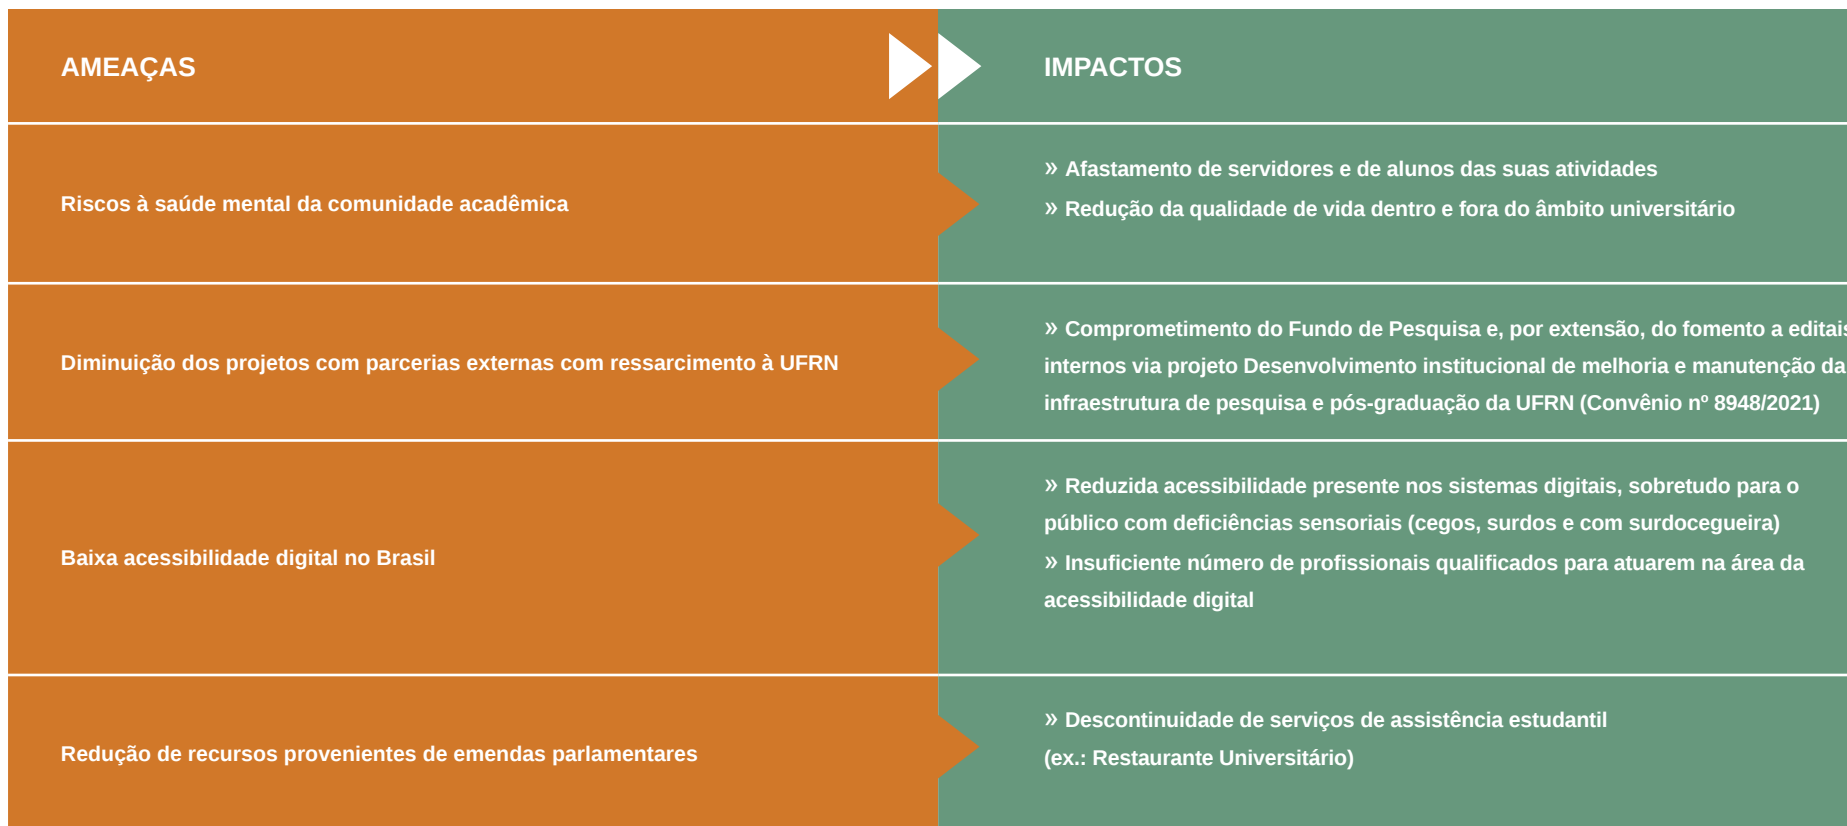 AMEAÇAS
IMPACTOS
Riscos à saúde mental da comunidade acadêmica
» Afastamento de servidores e de alunos das suas atividades
» Redução da qualidade de vida dentro e fora do âmbito universitário
Diminuição dos projetos com parcerias externas com ressarcimento à UFRN
» Comprometimento do Fundo de Pesquisa e, por extensão, do fomento a editais
internos via projeto Desenvolvimento institucional de melhoria e manutenção da
infraestrutura de pesquisa e pós-graduação da UFRN (Convênio nº 8948/2021)
Baixa acessibilidade digital no Brasil
» Reduzida acessibilidade presente nos sistemas digitais, sobretudo para o
público com deficiências sensoriais (cegos, surdos e com surdocegueira)
» Insuficiente número de profissionais qualificados para atuarem na área da
acessibilidade digital
Redução de recursos provenientes de emendas parlamentares
» Descontinuidade de serviços de assistência estudantil
(ex.: Restaurante Universitário)